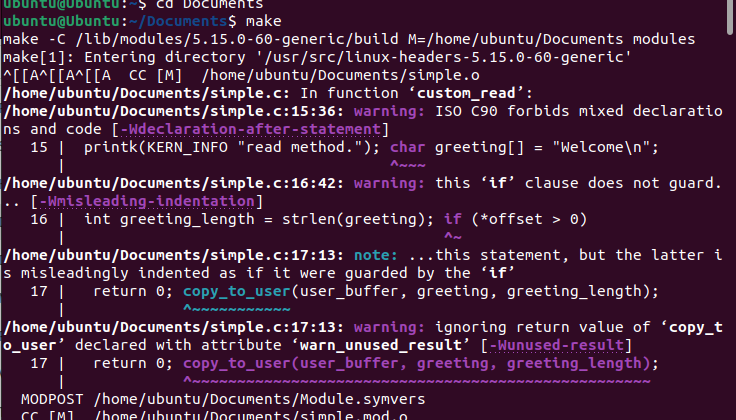 ubuntu@Ubuntu:~$ cd Documents
ubuntu@Ubuntu:~/Documents$ make
make -C /lib/modules/5.15.0-60-generic/build M=/home/ubuntu/Documents modules
make[1]: Entering directory '/usr/src/linux-headers-5.15.0-60-generic'
^[[A^[[A^[[A  CC [M]  /home/ubuntu/Documents/simple.o
/home/ubuntu/Documents/simple.c: In function ‘custom_read’:
/home/ubuntu/Documents/simple.c:15:36: warning: ISO C90 forbids mixed declaratio
ns and code [-Wdeclaration-after-statement]
   15 |  printk(KERN_INFO "read method."); char greeting[] = "Welcome\n";
      |                                    ^~~~
/home/ubuntu/Documents/simple.c:16:42: warning: this ‘if’ clause does not guard.
.. [-Wmisleading-indentation]
   16 |  int greeting_length = strlen(greeting); if (*offset > 0)
      |                                          ^~
/home/ubuntu/Documents/simple.c:17:13: note: ...this statement, but the latter i
s misleadingly indented as if it were guarded by the ‘if’
   17 |   return 0; copy_to_user(user_buffer, greeting, greeting_length);
      |             ^~~~~~~~~~~~
/home/ubuntu/Documents/simple.c:17:13: warning: ignoring return value of ‘copy_t
o_user’ declared with attribute ‘warn_unused_result’ [-Wunused-result]
   17 |   return 0; copy_to_user(user_buffer, greeting, greeting_length);
      |             ^~~~~~~~~~~~~~~~~~~~~~~~~~~~~~~~~~~~~~~~~~~~~~~~~~~~
  MODPOST /home/ubuntu/Documents/Module.symvers
  CC [M]  /home/ubuntu/Documents/simple.mod.o